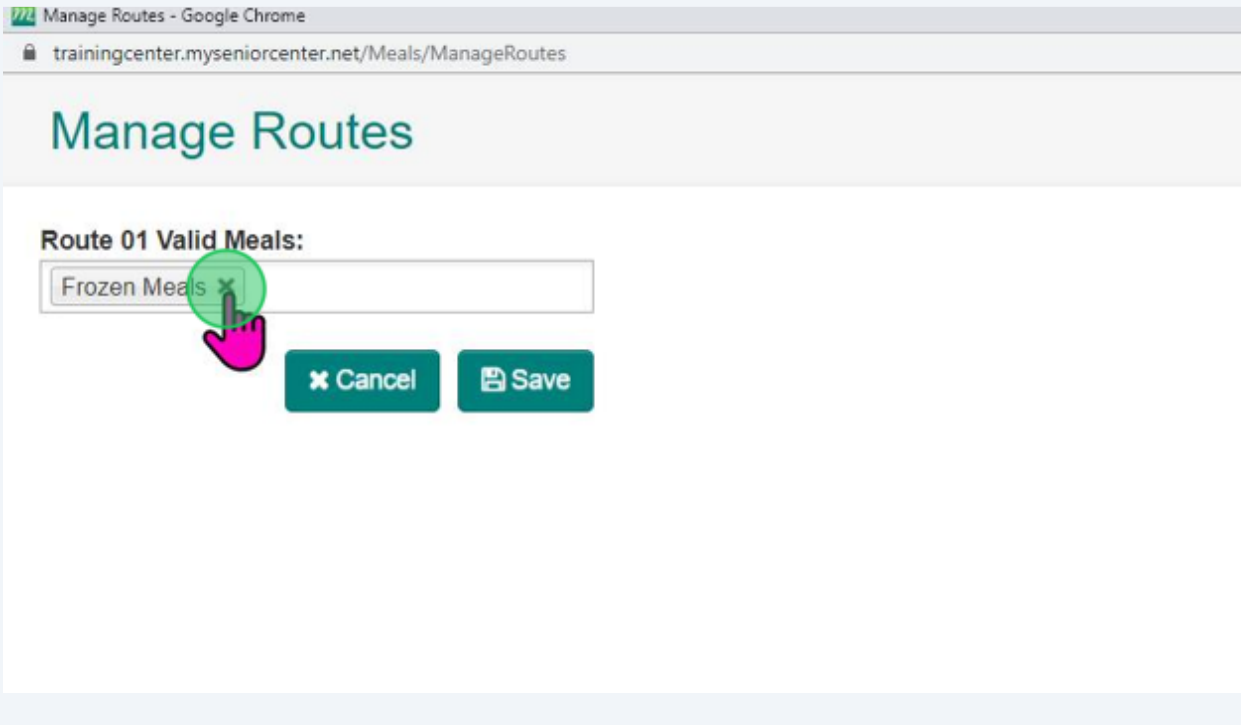 Manage Routes - Google Chrome
trainingcenter.myseniorcenter.net/Meals/ManageRoutes
Manage Routes
Route 01 Valid Meals:
Frozen Meals ✖
✖ Cancel Save